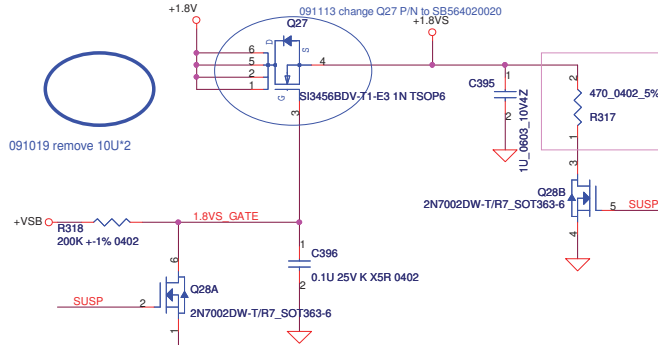 +1.8V
091113 change Q27 P/N to SB564020020
Q27
+1.8VS
D
S
6
5
2
1
4
G
SI3456BDV-T1-E3 1N TSOP6
3
C395
1
2
1U_0603_10V4Z
2
470_0402_5%
R317
1
091019 remove 10U*2
3
Q28B
2N7002DW-T/R7_SOT363-6
5
SUSP
4
+VSB
R318
200K +-1% 0402
1.8VS_GATE
1
C396
0.1U 25V K X5R 0402
2
6
Q28A
SUSP
2
2N7002DW-T/R7_SOT363-6
1